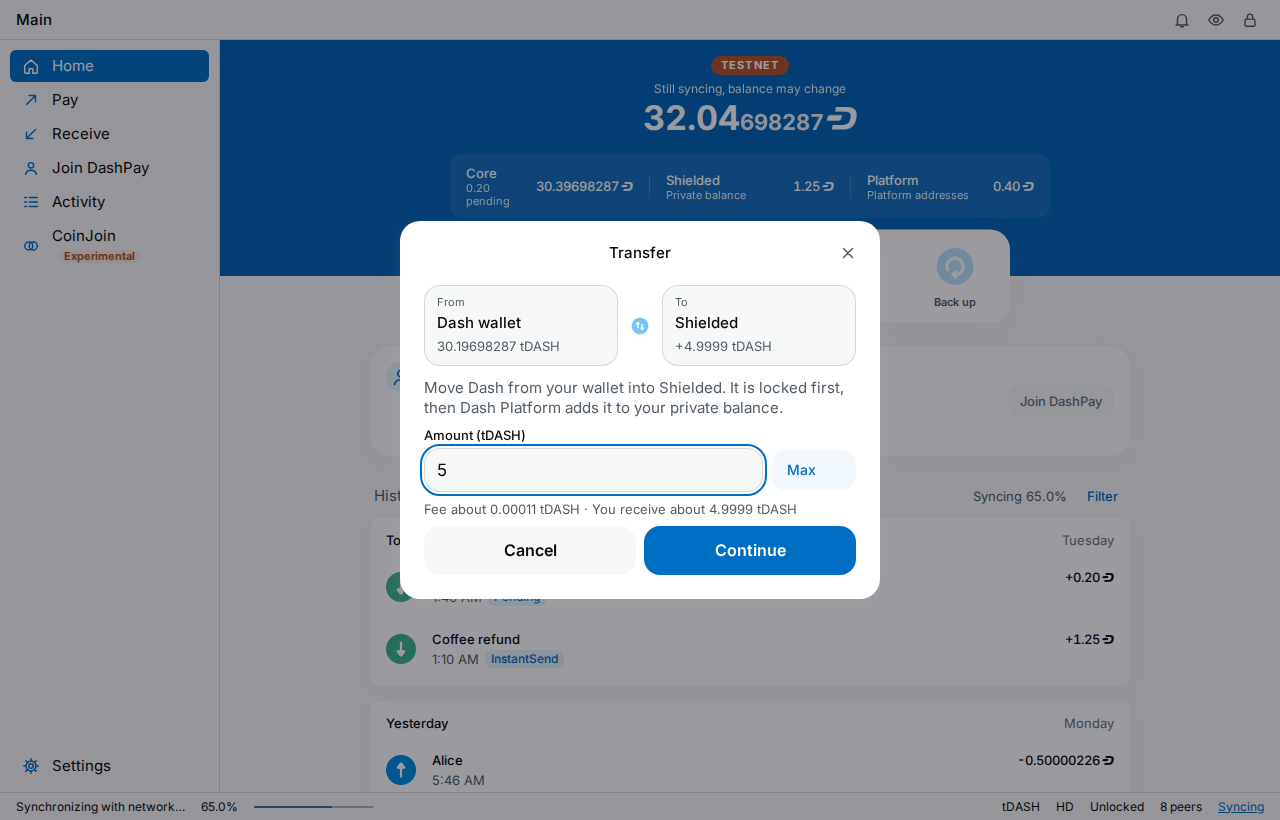 Main
Home
Pay
Receive
Join DashPay
Activity
CoinJoin
Experimental
Settings
TESTNET
Still syncing, balance may change
32.04698287
Core
0.20
pending
30.39698287
Shielded
Private balance
1.25
Platform
Platform addresses
0.40
Back up
Join DashPay
Transfer
From
Dash wallet
30.19698287 tDASH
To
Shielded
+4.9999 tDASH
Move Dash from your wallet into Shielded. It is locked first,
then Dash Platform adds it to your private balance.
Amount (tDASH)
5
Max
Fee about 0.00011 tDASH · You receive about 4.9999 tDASH
Cancel
Continue
Syncing 65.0%
Filter
Tuesday
+0.20
Coffee refund
1:10 AM
InstantSend
+1.25
Yesterday
Monday
Alice
5:46 AM
-0.50000226
Synchronizing with network...
65.0%
tDASH
HD
Unlocked
8 peers
Syncing